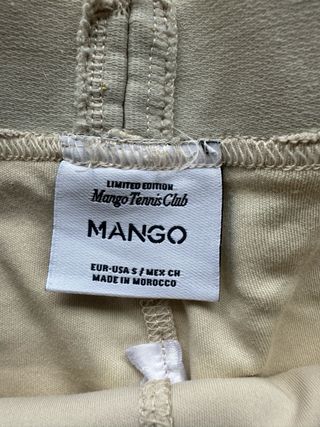 LIMITED EDITION
Mango Tennis Club
MANGO
EUR-USA S / MEX CH
MADE IN MOROCCO